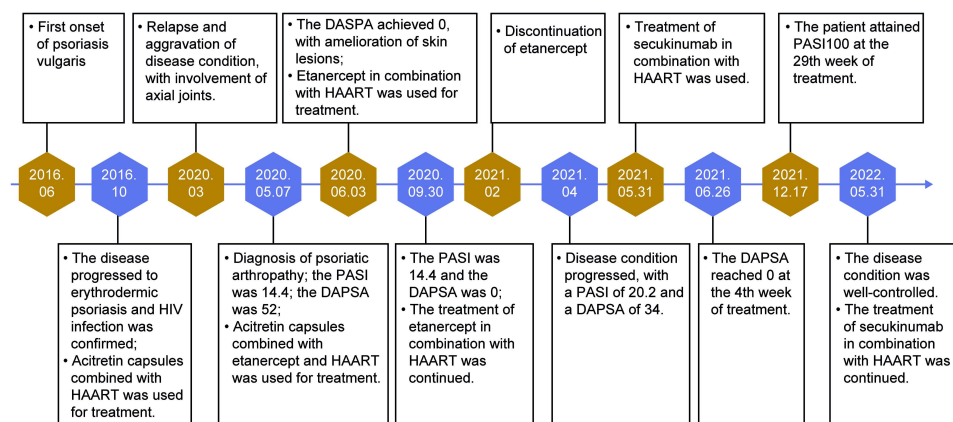 • First onset
of psoriasis
vulgaris
• Relapse and
aggravation of
disease condition,
with involvement of
axial joints.
• The DASPA achieved 0,
with amelioration of skin
lesions;
• Etanercept in combination
with HAART was used for
treatment.
• Discontinuation
of etanercept
• Treatment of
secukinumab in
combination with
HAART was used.
• The patient attained
PASI100 at the
29th week of
treatment.
2016.
06
2016.
10
2020.
03
2020.
05.07
2020.
06.03
2020.
09.30
2021.
02
2021.
04
2021.
05.31
2021.
06.26
2021.
12.17
2022.
05.31
• The disease
progressed to
erythrodermic
psoriasis and HIV
infection was
confirmed;
• Acitretin capsules
combined with
HAART was used
for treatment.
• Diagnosis of psoriatic
arthropathy; the PASI
was 14.4; the DAPSA
was 52;
• Acitretin capsules
combined with
etanercept and HAART
was used for treatment.
• The PASI was
14.4 and the
DAPSA was 0;
• The treatment of
etanercept in
combination with
HAART was
continued.
• Disease condition
progressed, with
a PASI of 20.2 and
a DAPSA of 34.
• The DAPSA
reached 0 at
the 4th week of
treatment.
• The disease
condition was
well-controlled.
• The treatment
of secukinumab
in combination
with HAART was
continued.